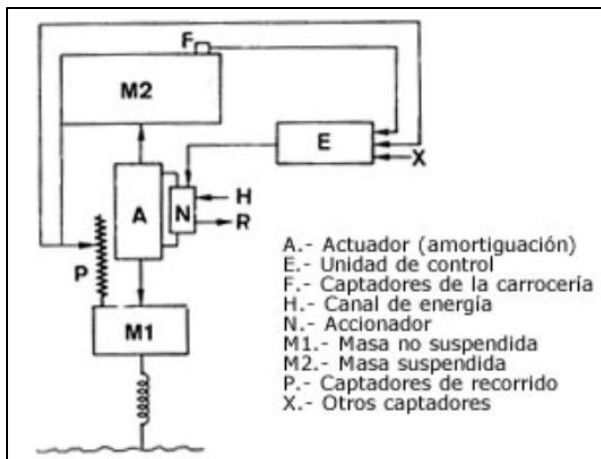 F
M2
E
X
A
N
H
R
P
M1
A.- Actuador (amortiguación)
E.- Unidad de control
F.- Captadores de la carrocería
H.- Canal de energía
N.- Accionador
M1.- Masa no suspendida
M2.- Masa suspendida
P.- Captadores de recorrido
X.- Otros captadores